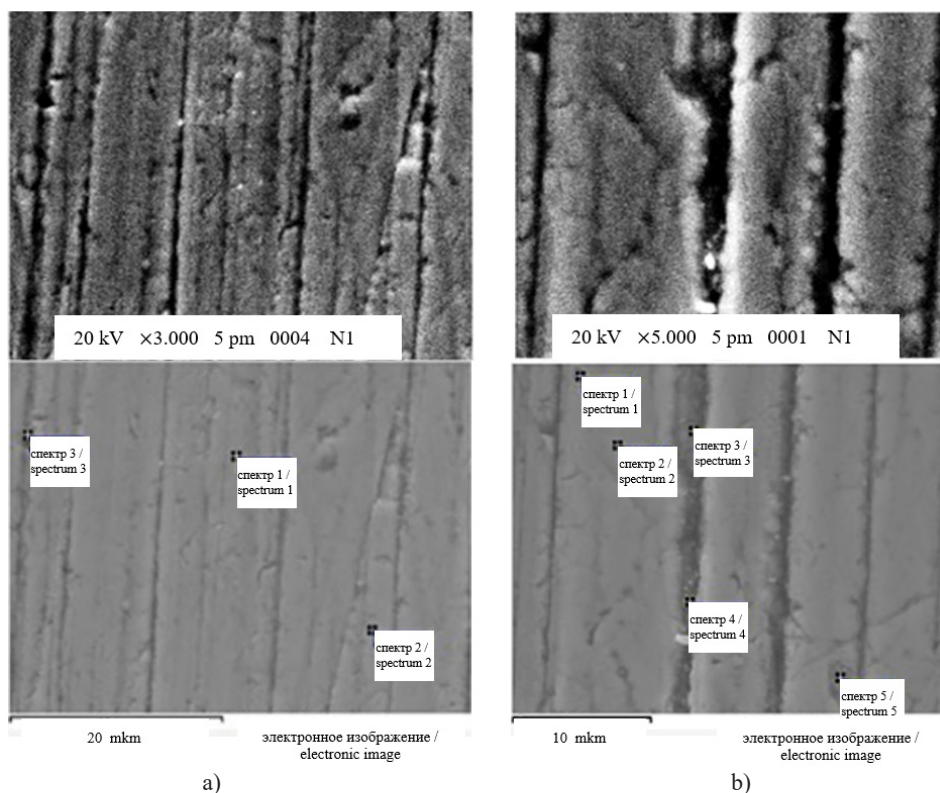 20 kV ×3.000 5 pm 0004 N1
20 kV ×5.000 5 pm 0001 N1
спектр 3 /
spectrum 3
спектр 1 /
spectrum 1
спектр 2 /
spectrum 2
20 mkm
электронное изображение /
electronic image
спектр 1 /
spectrum 1
спектр 2 /
spectrum 2
спектр 3 /
spectrum 3
спектр 4 /
spectrum 4
спектр 5 /
spectrum 5
10 mkm
электронное изображение /
electronic image
a)
b)